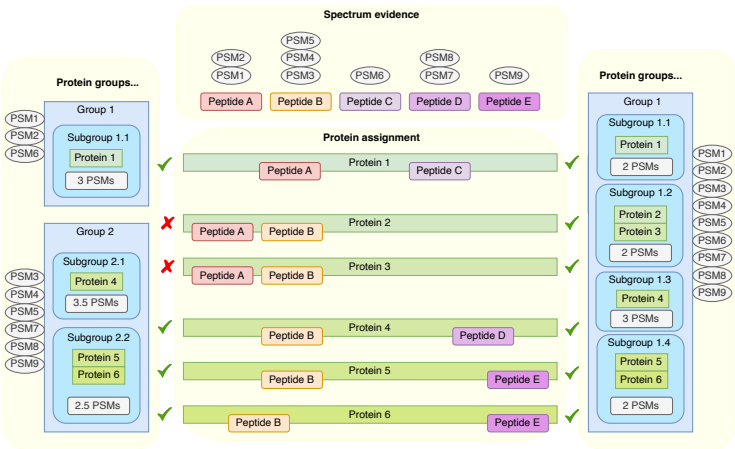 Spectrum evidence
PSM5
PSM2
PSM4
PSM8
PSM1
PSM3
PSM6
PSM7
PSM9
Peptide A
Peptide B
Peptide C
Peptide D
Peptide E
Protein groups...
Group 1
PSM1
PSM2
PSM6
Subgroup 1.1
Protein 1
3 PSMs
Group 2
PSM3
PSM4
PSM5
PSM7
PSM8
PSM9
Subgroup 2.1
Protein 4
3.5 PSMs
Subgroup 2.2
Protein 5
Protein 6
2.5 PSMs
Protein assignment
Protein 1
Peptide A
Peptide C
Protein 2
Peptide A
Peptide B
Protein 3
Peptide A
Peptide B
Protein 4
Peptide B
Peptide D
Protein 5
Peptide B
Peptide E
Protein 6
Peptide B
Peptide E
Protein groups...
Group 1
Subgroup 1.1
Protein 1
2 PSMs
Subgroup 1.2
Protein 2
Protein 3
2 PSMs
Subgroup 1.3
Protein 4
3 PSMs
Subgroup 1.4
Protein 5
Protein 6
2 PSMs
PSM1
PSM2
PSM3
PSM4
PSM5
PSM6
PSM7
PSM8
PSM9